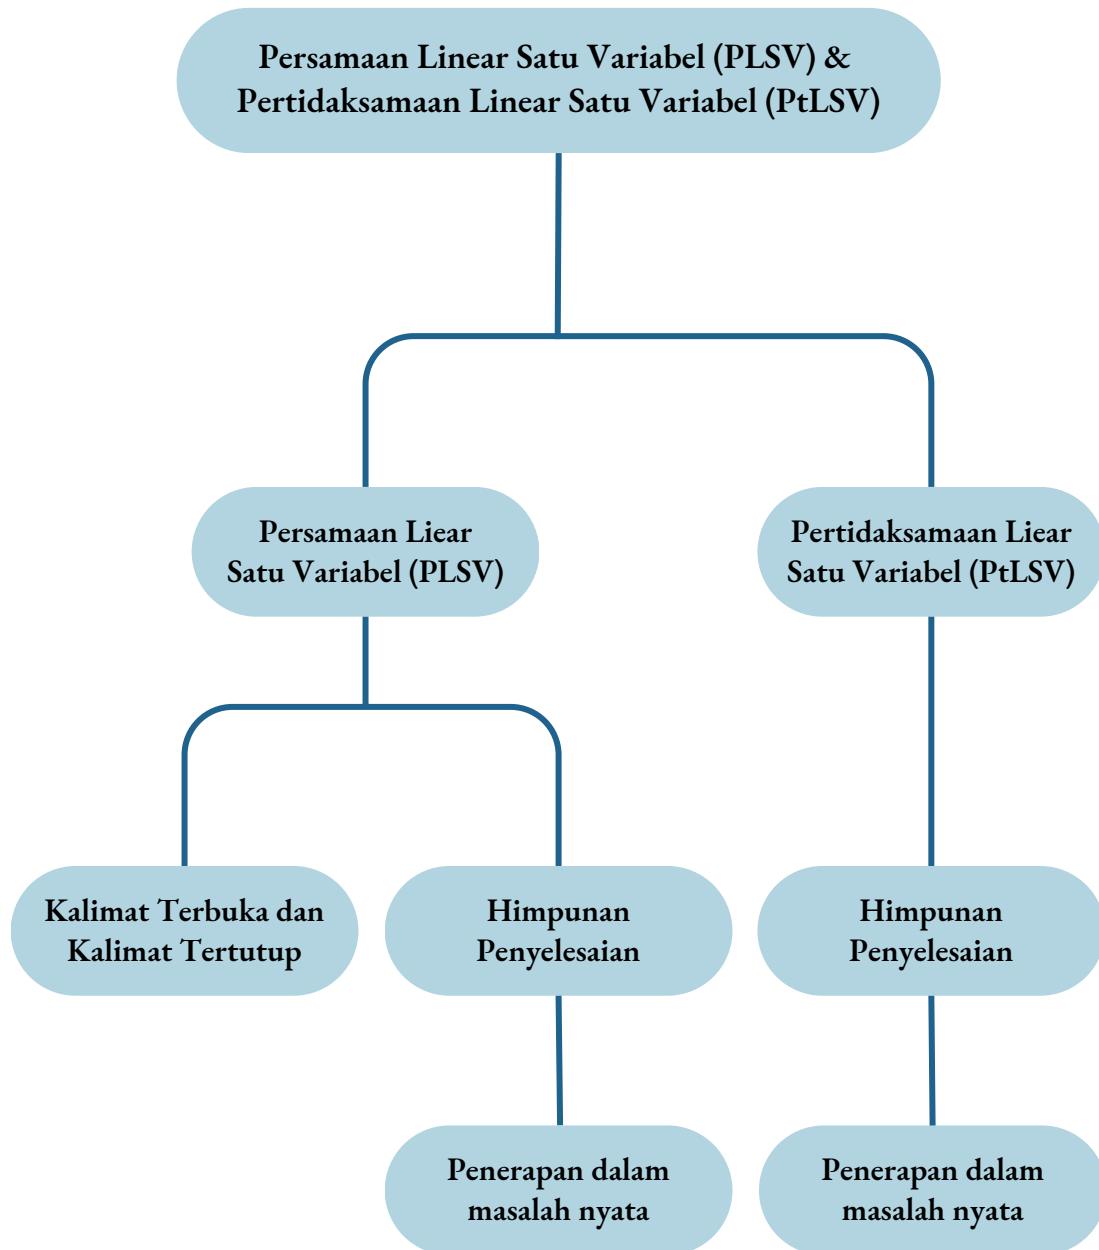 Persamaan Linear Satu Variabel (PLSV) &
Pertidaksamaan Linear Satu Variabel (PtLSV)
Persamaan Liear
Satu Variabel (PLSV)
Pertidaksamaan Liear
Satu Variabel (PtLSV)
Kalimat Terbuka dan
Kalimat Tertutup
Himpunan
Penyelesaian
Himpunan
Penyelesaian
Penerapan dalam
masalah nyata
Penerapan dalam
masalah nyata